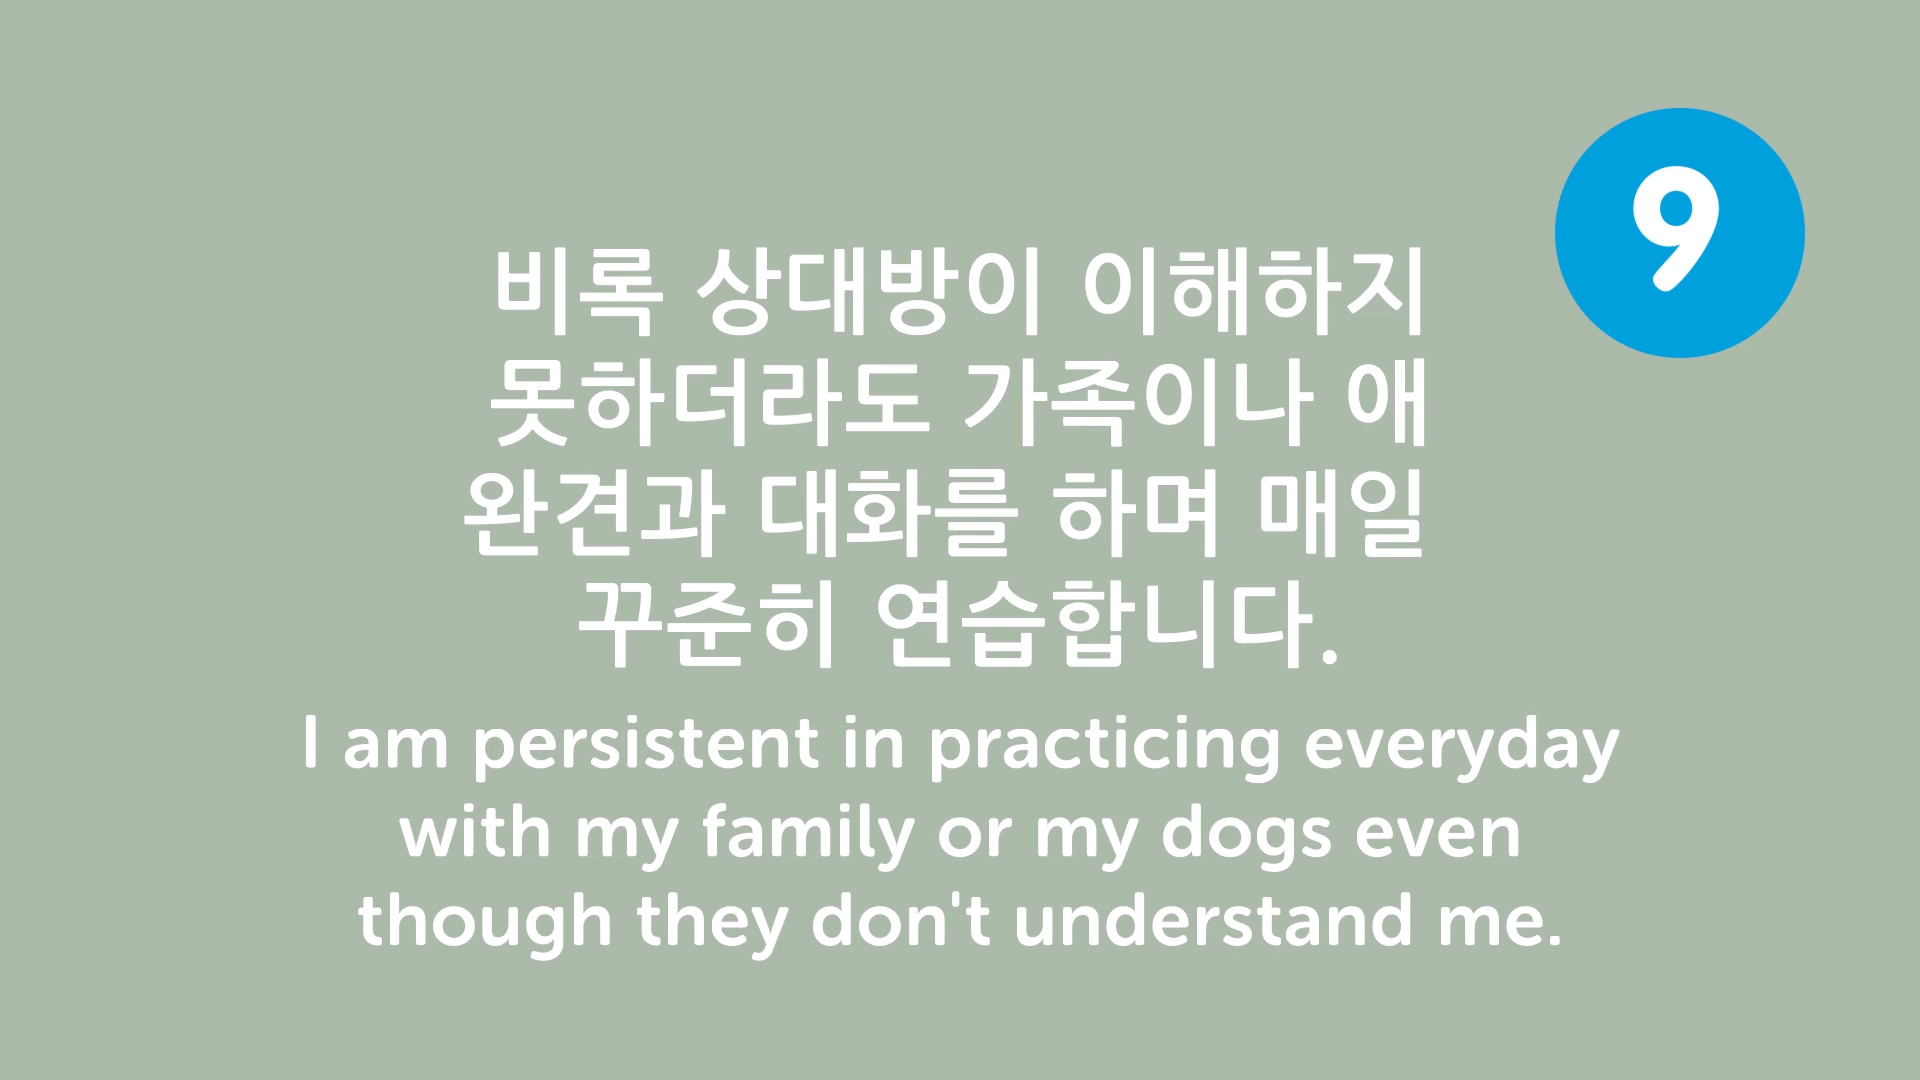 9
비록 상대방이 이해하지
못하더라도 가족이나 애
완견과 대화를 하며 매일
꾸준히 연습합니다.
I am persistent in practicing everyday
with my family or my dogs even
though they don't understand me.